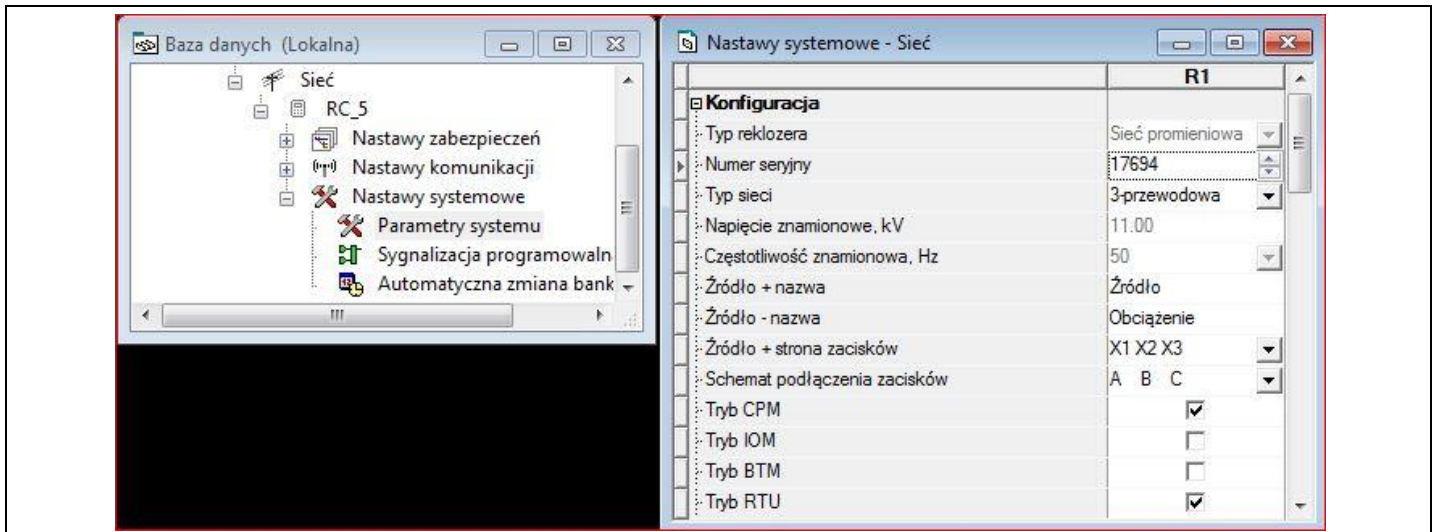 Baza danych (Lokalna)
Sieć
RC_5
Nastawy zabezpieczeń
Nastawy komunikacji
Nastawy systemowe
Parametry systemu
Sygnalizacja programowaln
Automatyczna zmiana bank
Nastawy systemowe - Sieć
R1
Konfiguracja
Typ reklozera Sieć promieniowa
Numer seryjny 17694
Typ sieci 3-przewodowa
Napięcie znamionowe, kV 11.00
Częstotliwość znamionowa, Hz 50
Źródło + nazwa Źródło
Źródło - nazwa Obciążenie
Źródło + strona zacisków X1 X2 X3
Schemat podłączenia zacisków A B C
Tryb CPM
Tryb IOM
Tryb BTM
Tryb RTU